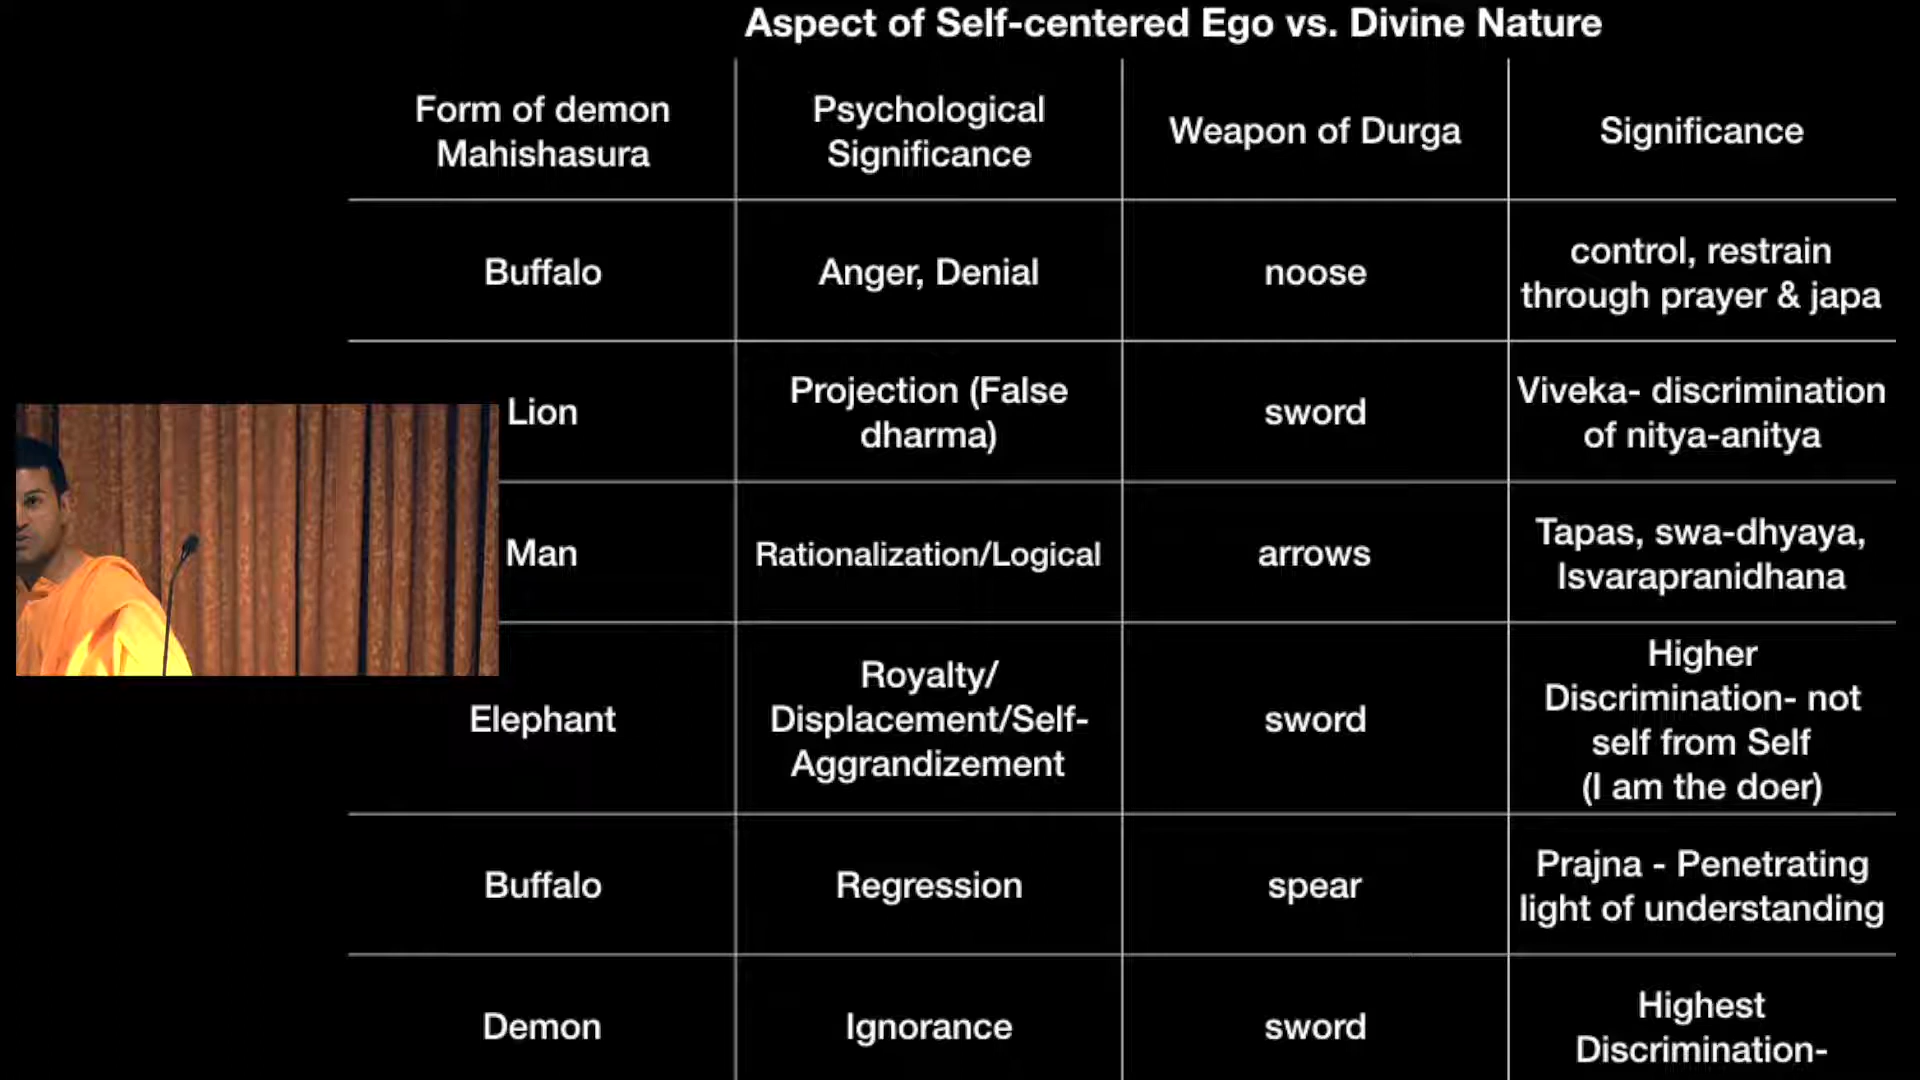 Aspect of Self-centered Ego vs. Divine Nature
Form of demon
Mahishasura
Psychological
Significance
Weapon of Durga
Significance
Buffalo
Anger, Denial
noose
control, restrain
through prayer & japa
Lion
Projection (False
dharma)
sword
Viveka- discrimination
of nitya-anitya
Man
Rationalization/Logical
arrows
Tapas, swa-dhyaya,
Isvarapranidhana
Elephant
Royalty/
Displacement/Self-
Aggrandizement
sword
Higher
Discrimination- not
self from Self
(I am the doer)
Buffalo
Regression
spear
Prajna - Penetrating
light of understanding
Demon
Ignorance
sword
Highest
Discrimination-